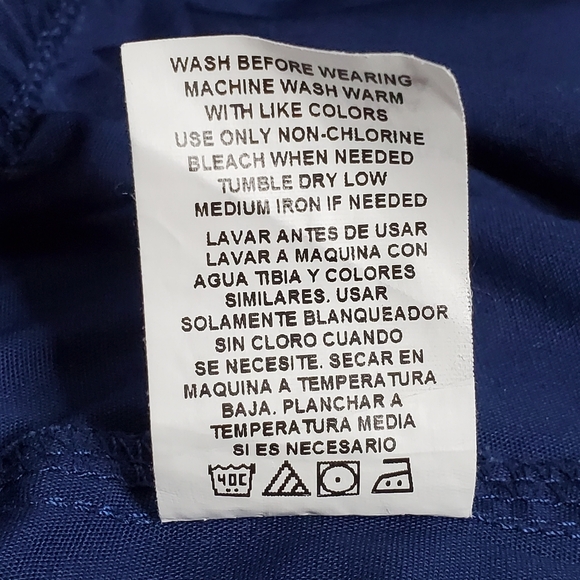 WASH BEFORE WEARING
MACHINE WASH WARM
WITH LIKE COLORS
USE ONLY NON-CHLORINE
BLEACH WHEN NEEDED
TUMBLE DRY LOW
MEDIUM IRON IF NEEDED
LAVAR ANTES DE USAR
LAVAR A MAQUINA CON
AGUA TIBIA Y COLORES
SIMILARES. USAR
SOLAMENTE BLANQUEADOR
SIN CLORO CUANDO
SE NECESITE. SECAR EN
MAQUINA A TEMPERATURA
BAJA. PLANCHAR A
TEMPERATURA MEDIA
SI ES NECESARIO
40C